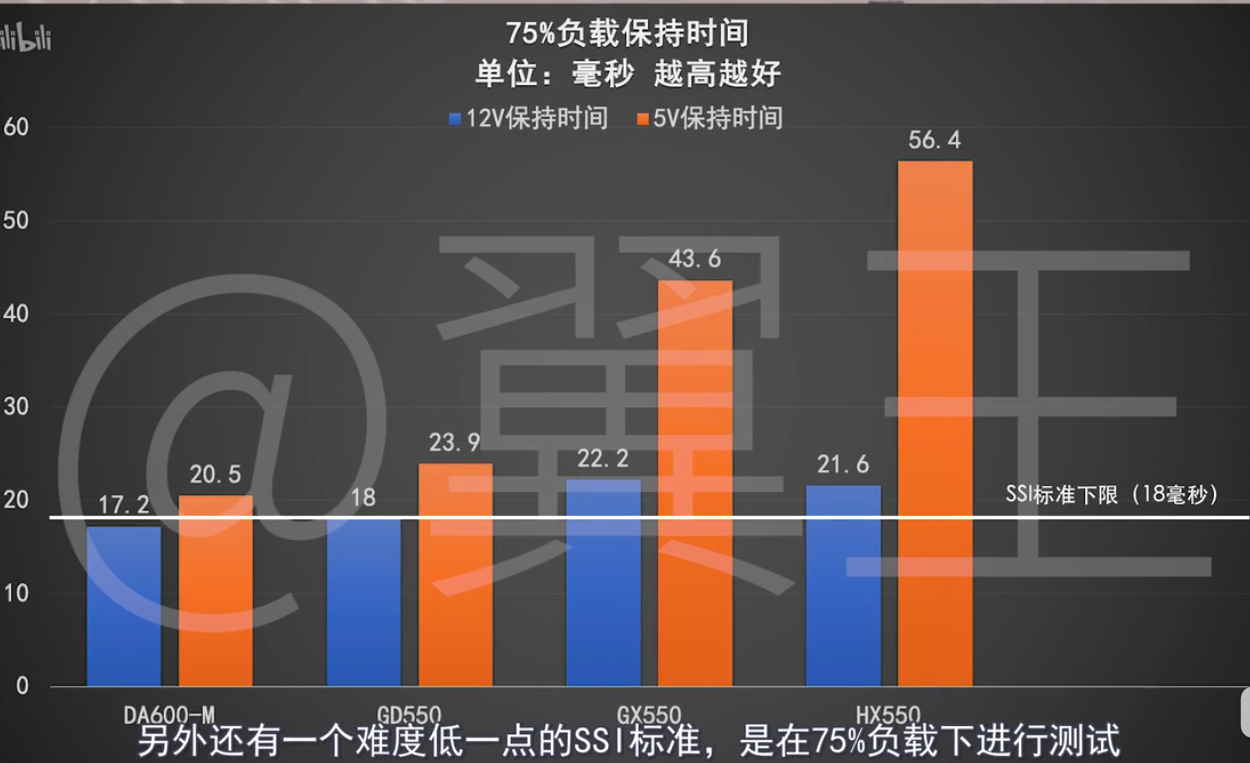 bilibili
75%负载保持时间
单位：毫秒 越高越好
12V保持时间 5V保持时间
60
56.4
50
43.6
40
30
23.9
22.2
21.6
20.5
20
18
17.2
SSI标准下限（18毫秒）
10
0
DA600-M GD550 GX550 HX550
@翼王
另外还有一个难度低一点的SSI标准，是在75%负载下进行测试